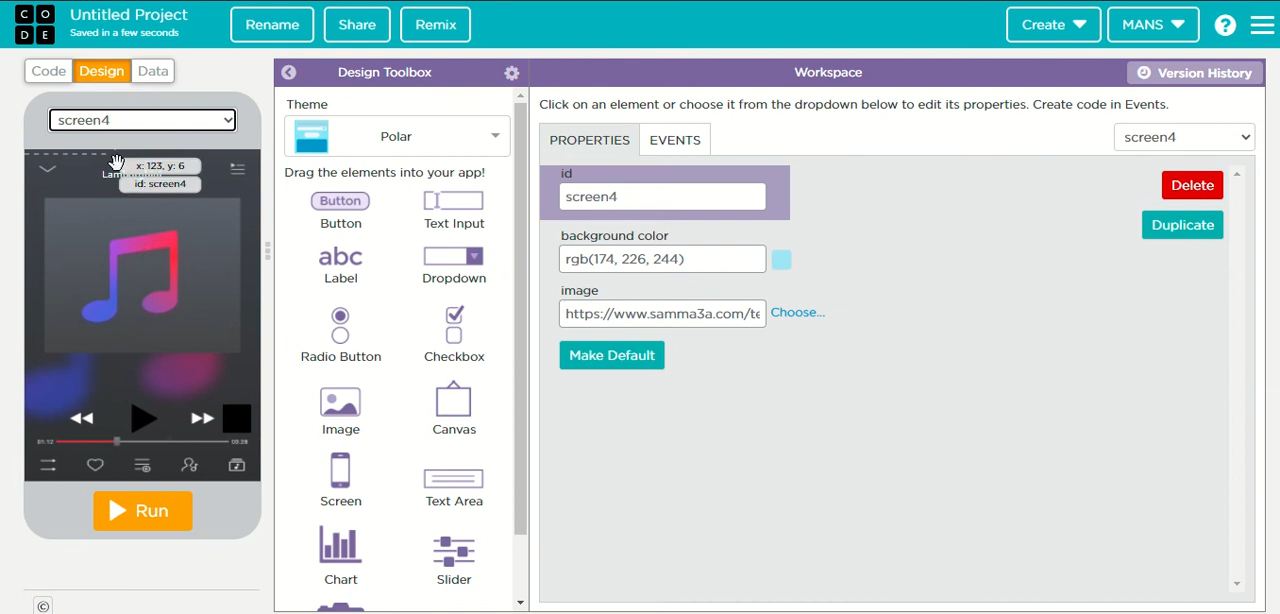 C O
D E
Untitled Project
Saved in a few seconds
Rename
Share
Remix
Create
MANS
?
Code
Design
Data
screen4
x: 123, y: 6
id: screen4
01:12
Run
©
Design Toolbox
Theme
Polar
Drag the elements into your app!
Button
Button
Text Input
abc
Label
Dropdown
Radio Button
Checkbox
Image
Canvas
Screen
Text Area
Chart
Slider
Workspace
Version History
Click on an element or choose it from the dropdown below to edit its properties. Create code in Events.
PROPERTIES
EVENTS
screen4
id
screen4
Delete
Duplicate
background color
rgb(174, 226, 244)
image
https://www.samma3a.com/te
Choose...
Make Default